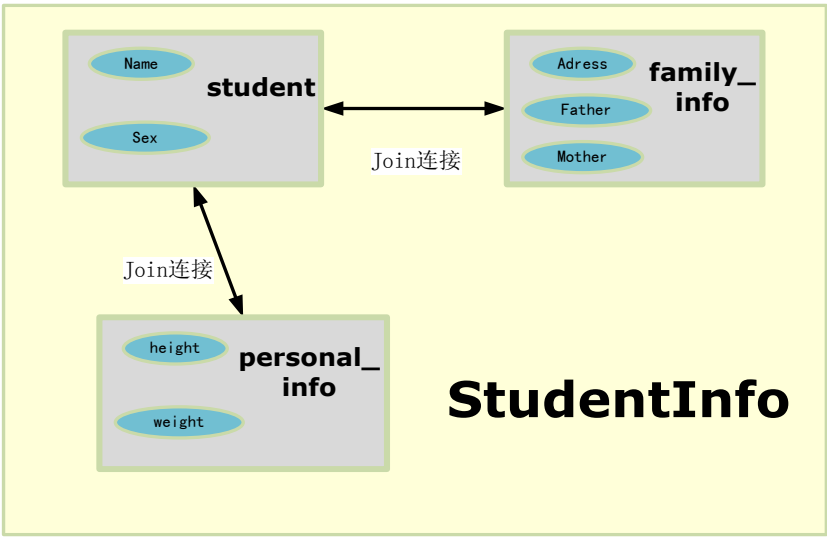 Name
student
Sex
Adress
family_
info
Father
Mother
Join连接
Join连接
height
personal_
info
weight
StudentInfo